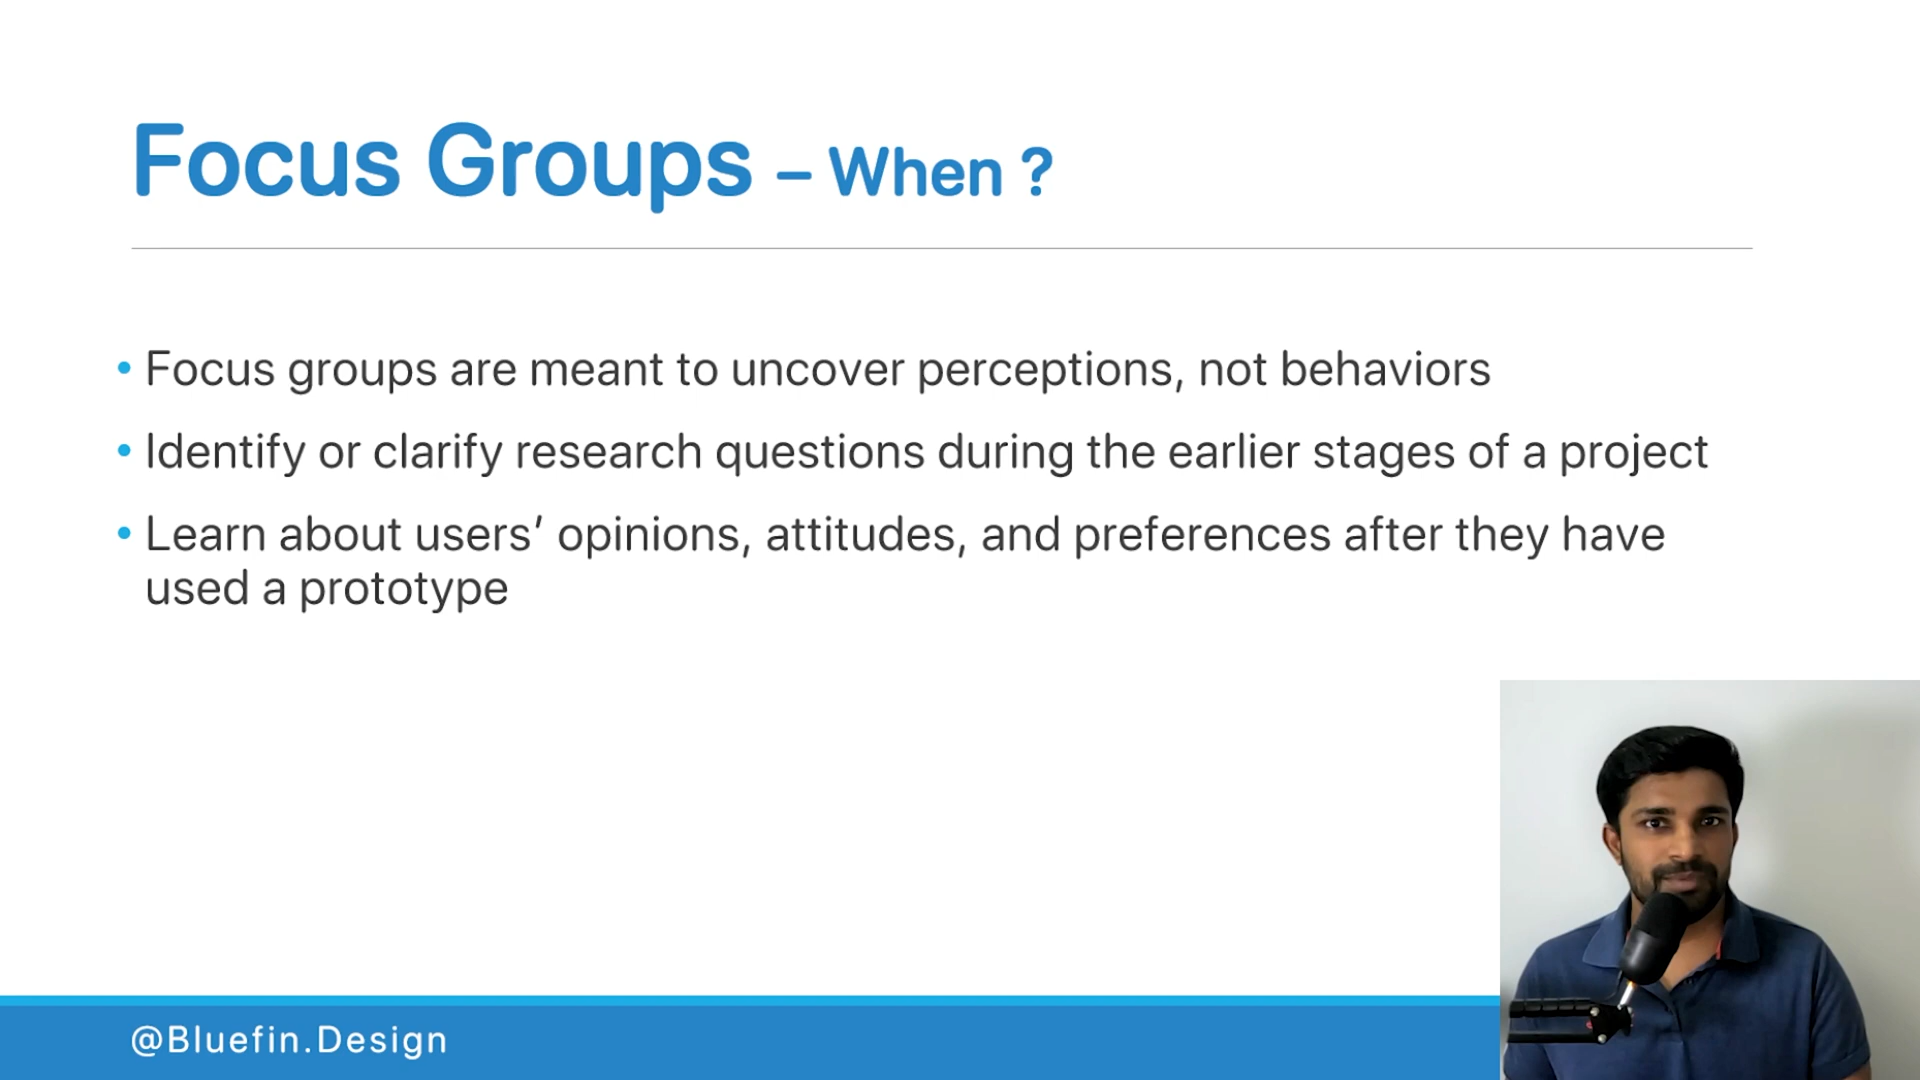 Focus Groups – When ?
• Focus groups are meant to uncover perceptions, not behaviors
• Identify or clarify research questions during the earlier stages of a project
• Learn about users’ opinions, attitudes, and preferences after they have
used a prototype
@Bluefin.Design